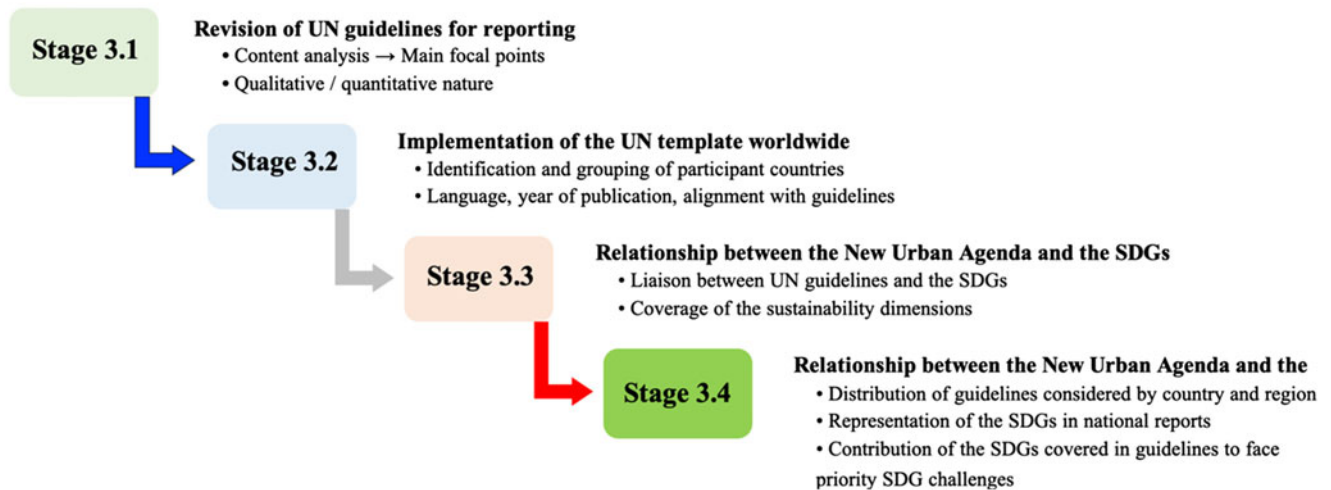 Stage 3.1
Revision of UN guidelines for reporting
• Content analysis → Main focal points
• Qualitative / quantitative nature
Stage 3.2
Implementation of the UN template worldwide
• Identification and grouping of participant countries
• Language, year of publication, alignment with guidelines
Stage 3.3
Relationship between the New Urban Agenda and the SDGs
• Liaison between UN guidelines and the SDGs
• Coverage of the sustainability dimensions
Stage 3.4
Relationship between the New Urban Agenda and the
• Distribution of guidelines considered by country and region
• Representation of the SDGs in national reports
• Contribution of the SDGs covered in guidelines to face
priority SDG challenges